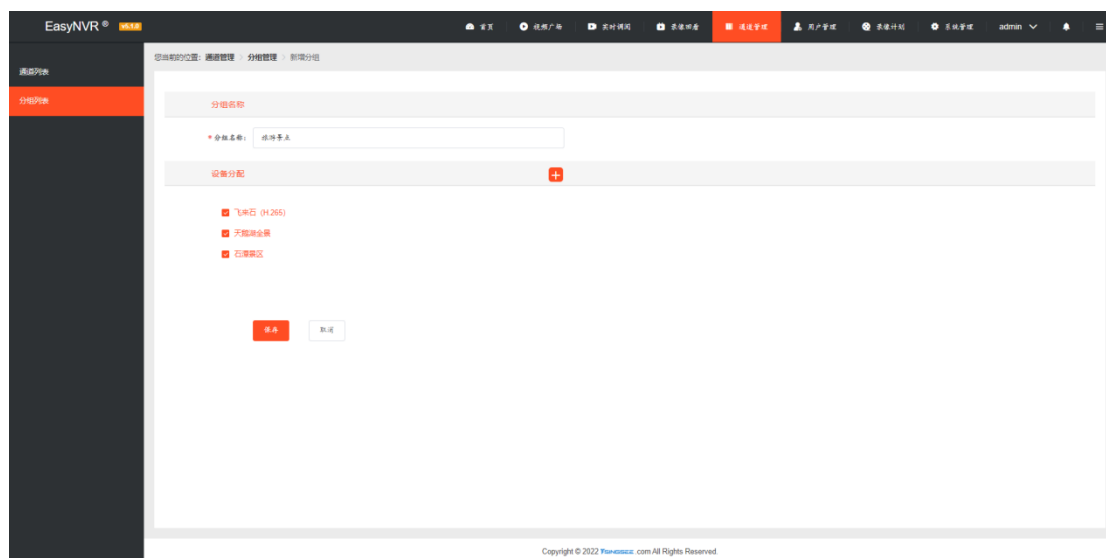 EasyNVR ® v5.1.0
首页 视频广场 实时调阅 录像回看 通道管理 用户管理 录像计划 系统管理 admin
您当前的位置: 通道管理 > 分组管理 > 新增分组
通道列表
分组列表
分组名称
* 分组名称: 旅游景点
设备分配
飞来石 (H.265)
天鹅湖全景
石潭景区
保存 取消
Copyright © 2022 TSINGSEE .com All Rights Reserved.